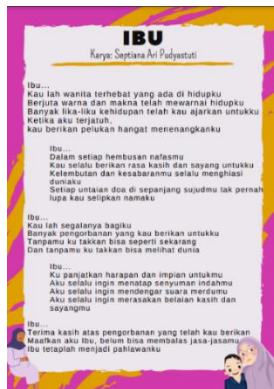 IBU
Karya: Septiana Ari Pudyastuti
Ibu...
Kau lah wanita terhebat yang ada di hidupku
Berjuta warna dan makna telah mewarnai hidupku
Banyak lika-liku kehidupan telah kau ajarkan untukku
Ketika aku terjatuh,
kau berikan pelukan hangat menenangkanku
Ibu...
Dalam setiap hembusan nafasmu
Kau selalu berikan rasa kasih dan sayang untukku
Kelembutan dan kesabaranmu selalu menghiasi
duniaku
Setiap untaian doa di sepanjang sujudmu tak pernah
lupa kau selipkan namaku
Ibu...
Kau lah segalanya bagiku
Banyak pengorbanan yang kau berikan untukku
Tanpamu ku takkan bisa seperti sekarang
Dan tanpamu ku takkan bisa melihat dunia
Ibu...
Ku panjatkan harapan dan impian untukmu
Aku selalu ingin menatap senyuman indahmu
Aku selalu ingin mendengar suara merdumu
Aku selalu ingin merasakan belaian kasih dan
sayangmu
Ibu...
Terima kasih atas pengorbanan yang telah kau berikan
Maafkan aku Ibu, belum bisa membalas jasa-jasamu
Ibu tetaplah menjadi pahlawanku